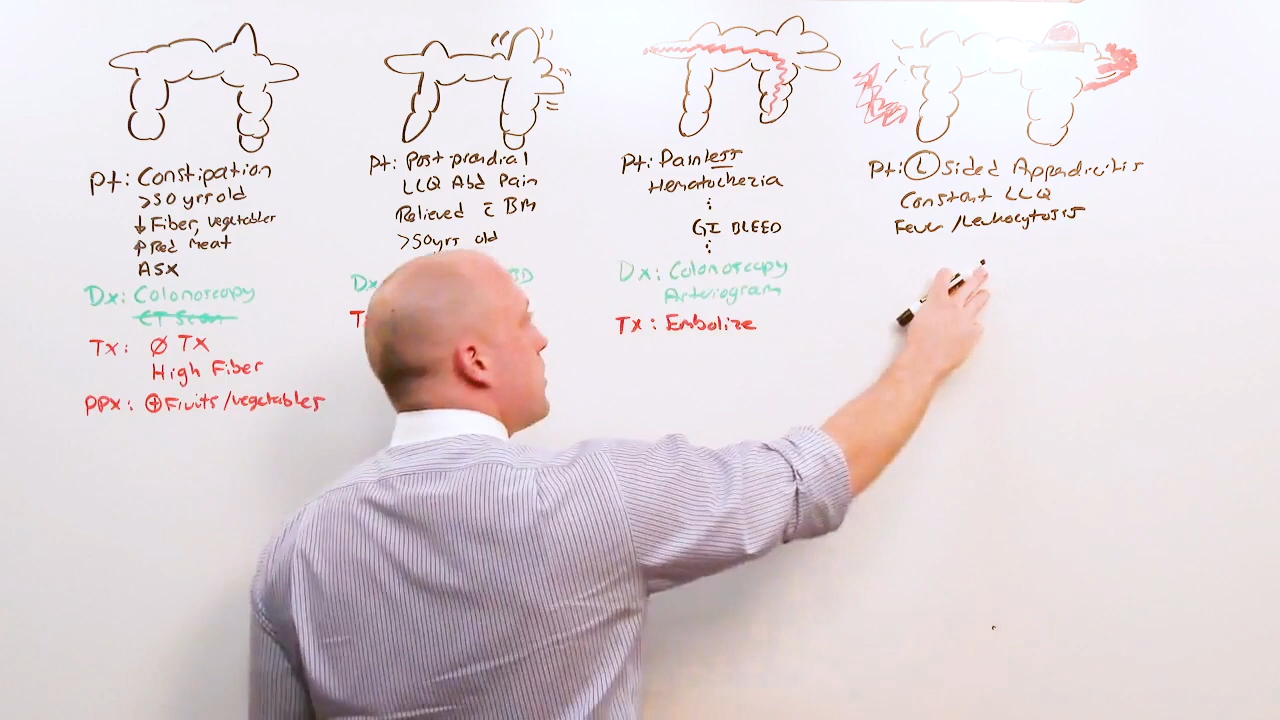 Pt: Constipation
>50 yrs old
↓ Fiber, vegetables
↑ Red meat
ASX
Dx: Colonoscopy
CT Scan
Tx: Ø TX
High Fiber
PPX: ⊕ Fruits/vegetables
Pt: Post prandial
LLQ Abd Pain
Relieved c̄ BM
>50yrs old
Dx:
Pt: Painless
Hematochezia
⋮
GI BLEED
⋮
Dx: Colonoscopy
Arteriogram
Tx: Embolize
Pt: Ⓛ sided Appendicitis
Constant LLQ
Fever/Leukocytosis